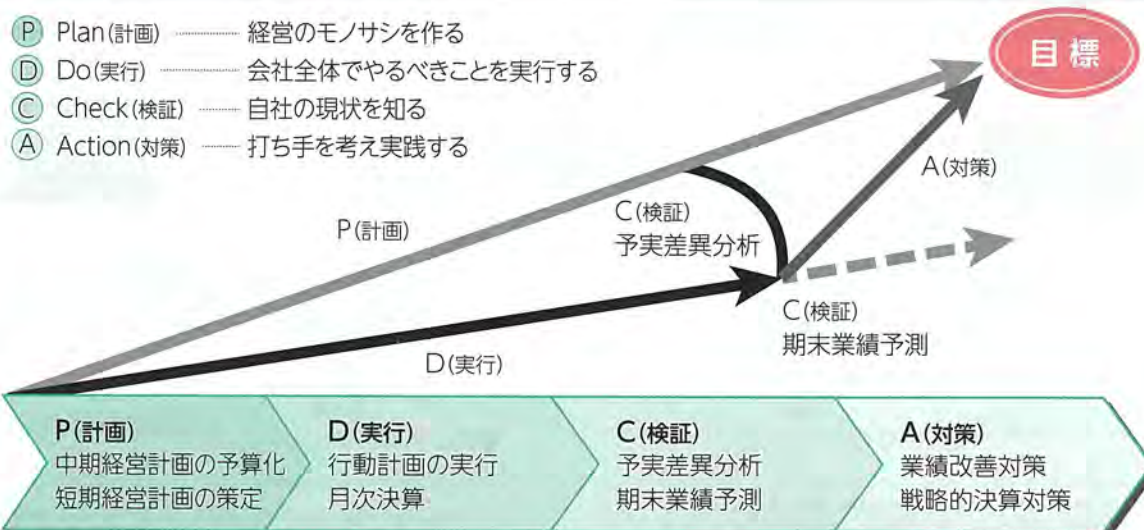 P Plan(計画) ……… 経営のモノサシを作る
D Do(実行) ……… 会社全体でやるべきことを実行する
C Check(検証) ……… 自社の現状を知る
A Action(対策) ……… 打ち手を考え実践する
目標
A(対策)
C(検証)
予実差異分析
P(計画)
C(検証)
期末業績予測
D(実行)
P(計画)
中期経営計画の予算化
短期経営計画の策定
D(実行)
行動計画の実行
月次決算
C(検証)
予実差異分析
期末業績予測
A(対策)
業績改善対策
戦略的決算対策